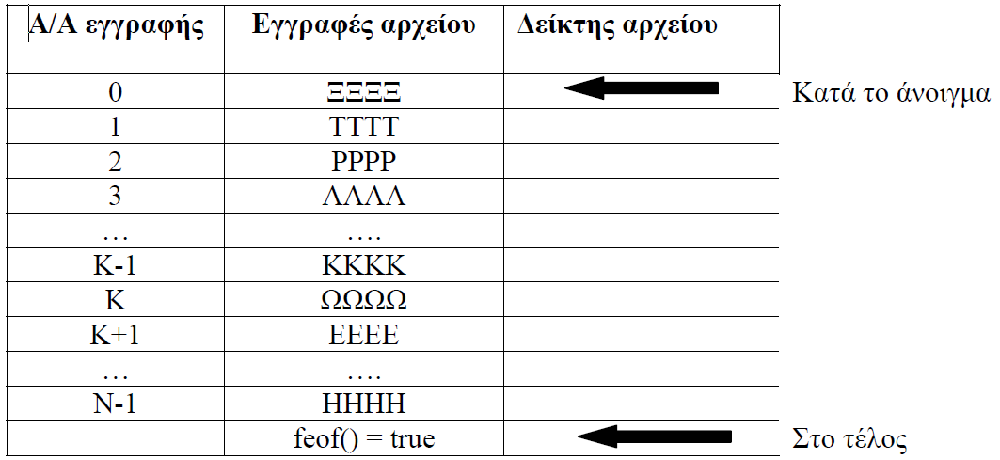 Α/Α εγγραφής Εγγραφές αρχείου Δείκτης αρχείου
0 ΞΞΞΞ Κατά το άνοιγμα
1 ΤΤΤΤ
2 ΡΡΡΡ
3 ΑΑΑΑ
… ….
Κ-1 ΚΚΚΚ
Κ ΩΩΩΩ
Κ+1 ΕΕΕΕ
… ….
Ν-1 ΗΗΗΗ
feof() = true Στο τέλος